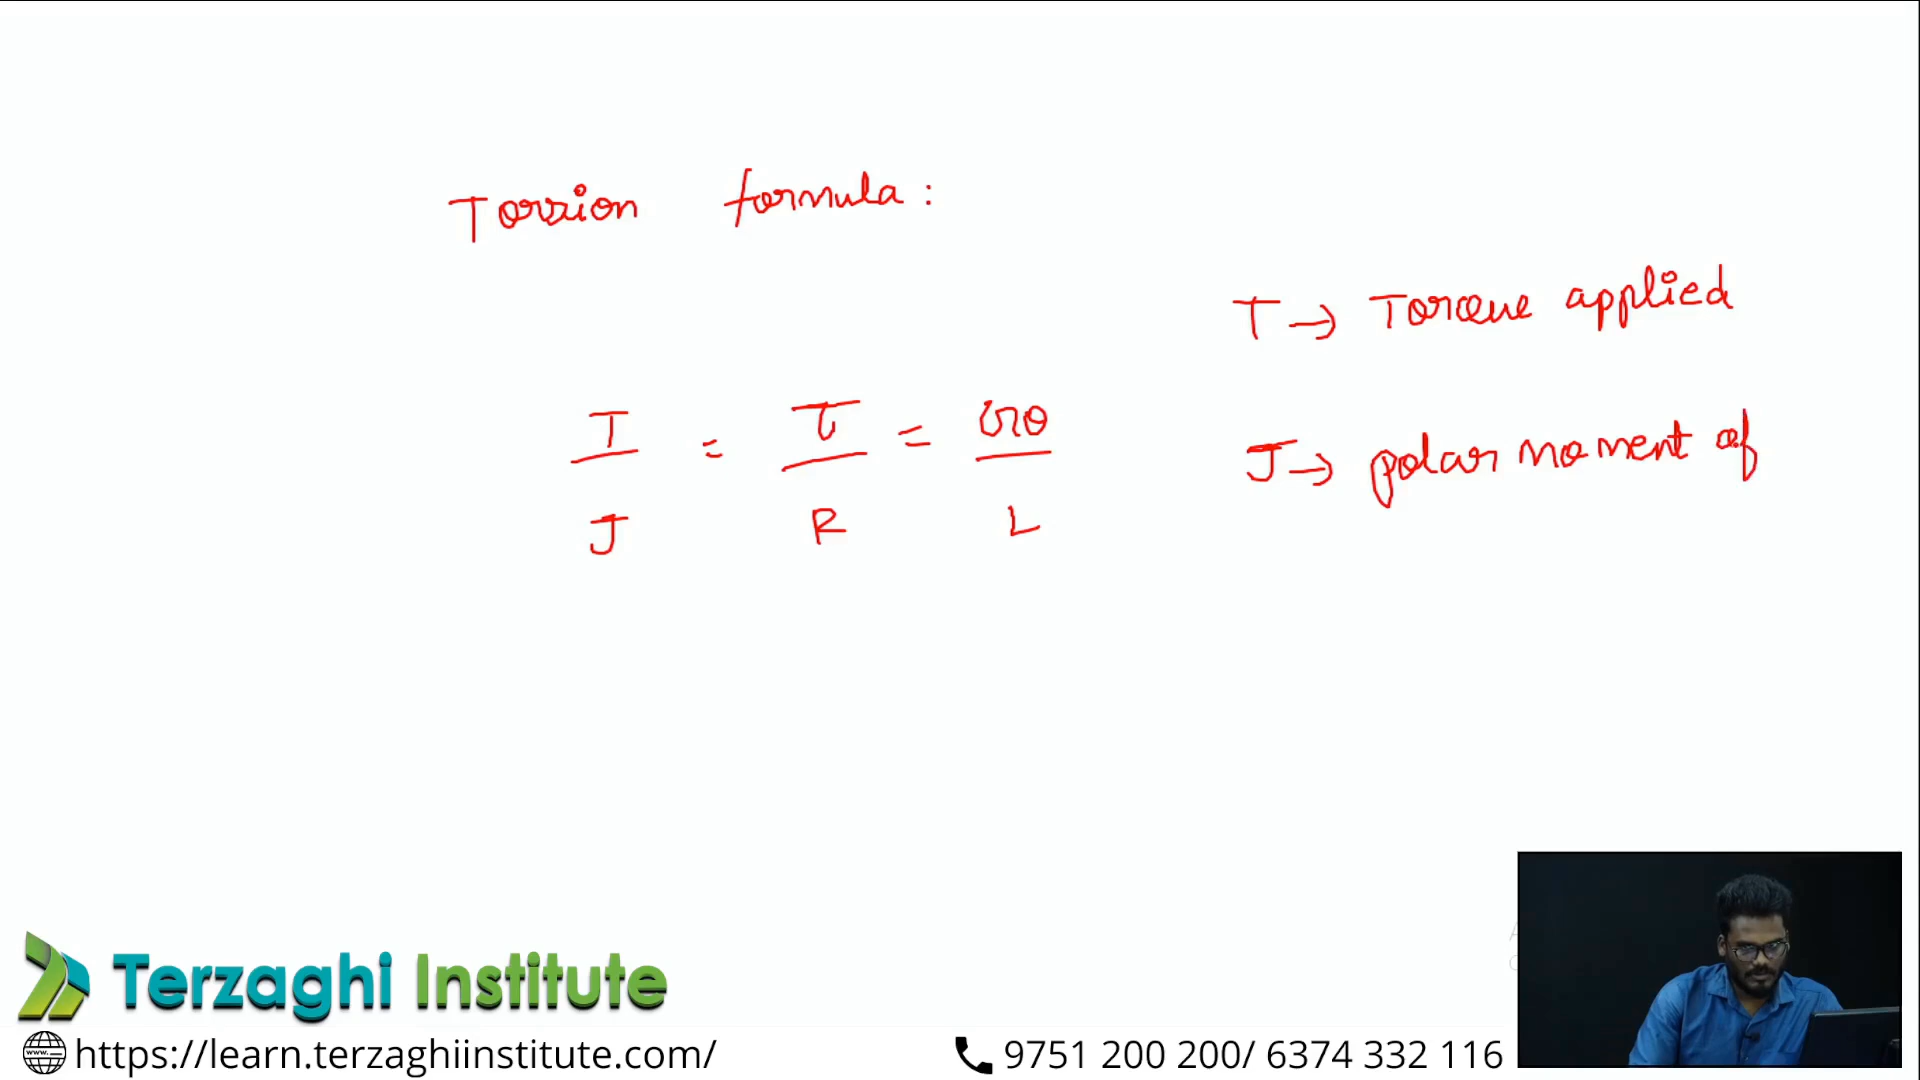 Torsion formula:
T → Torque applied
T/J = τ/R = Gθ/L
J → polar moment of
Terzaghi Institute
https://learn.terzaghiinstitute.com/
9751 200 200/ 6374 332 116